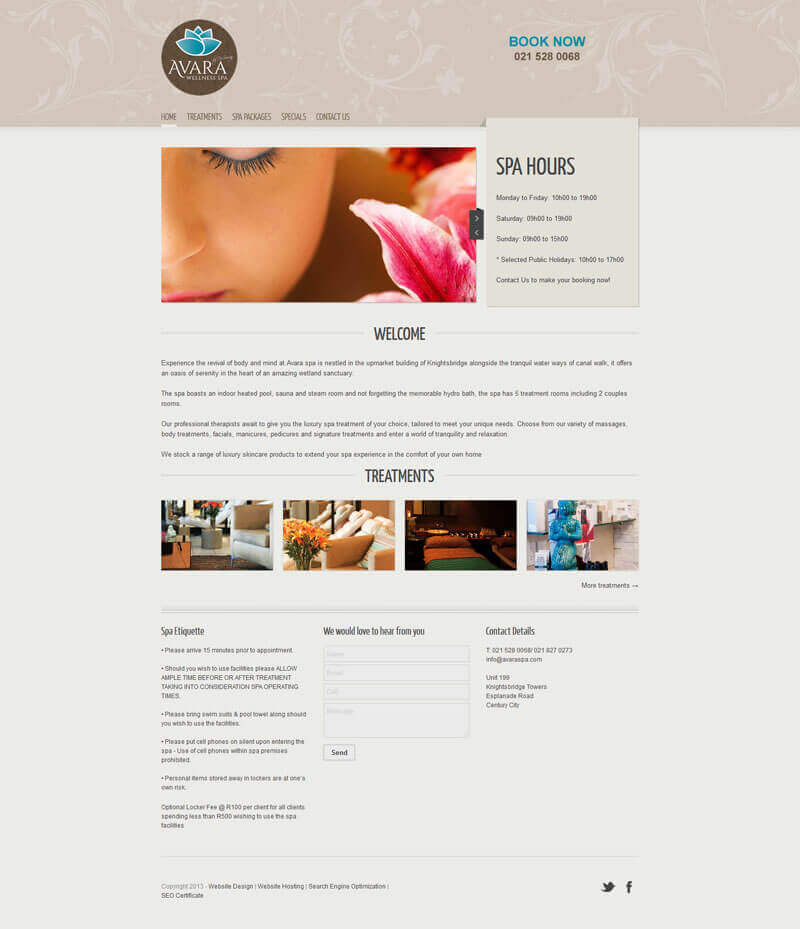 AVARA
WELLNESS SPA
BOOK NOW
021 528 0068
HOME TREATMENTS SPA PACKAGES SPECIALS CONTACT US
SPA HOURS
Monday to Friday: 10h00 to 19h00
Saturday: 09h00 to 19h00
Sunday: 09h00 to 15h00
* Selected Public Holidays: 10h00 to 17h00
Contact Us to make your booking now!
WELCOME
Experience the revival of body and mind at Avara spa is nestled in the upmarket building of Knightsbridge alongside the tranquil water ways of canal walk, it offers
an oasis of serenity in the heart of an amazing wetland sanctuary.
The spa boasts an indoor heated pool, sauna and steam room and not forgetting the memorable hydro bath, the spa has 5 treatment rooms including 2 couples
rooms.
Our professional therapists await to give you the luxury spa treatment of your choice, tailored to meet your unique needs. Choose from our variety of massages,
body treatments, facials, manicures, pedicures and signature treatments and enter a world of tranquility and relaxation.
We stock a range of luxury skincare products to extend your spa experience in the comfort of your own home
TREATMENTS
More treatments →
Spa Etiquette
• Please arrive 15 minutes prior to appointment.
• Should you wish to use facilities please ALLOW
AMPLE TIME BEFORE OR AFTER TREATMENT
TAKING INTO CONSIDERATION SPA OPERATING
TIMES.
• Please bring swim suits & pool towel along should
you wish to use the facilities.
• Please put cell phones on silent upon entering the
spa - Use of cell phones within spa premises
prohibited.
• Personal items stored away in lockers are at one's
own risk.
Optional Locker Fee @ R100 per client for all clients
spending less than R500 wishing to use the spa
facilities
We would love to hear from you
Name
Email
Cell
Message
Send
Contact Details
T: 021 528 0068/ 021 827 0273
info@avaraspa.com
Unit 199
Knightsbridge Towers
Esplanade Road
Century City
Copyright 2013 - Website Design | Website Hosting | Search Engine Optimization |
SEO Certificate